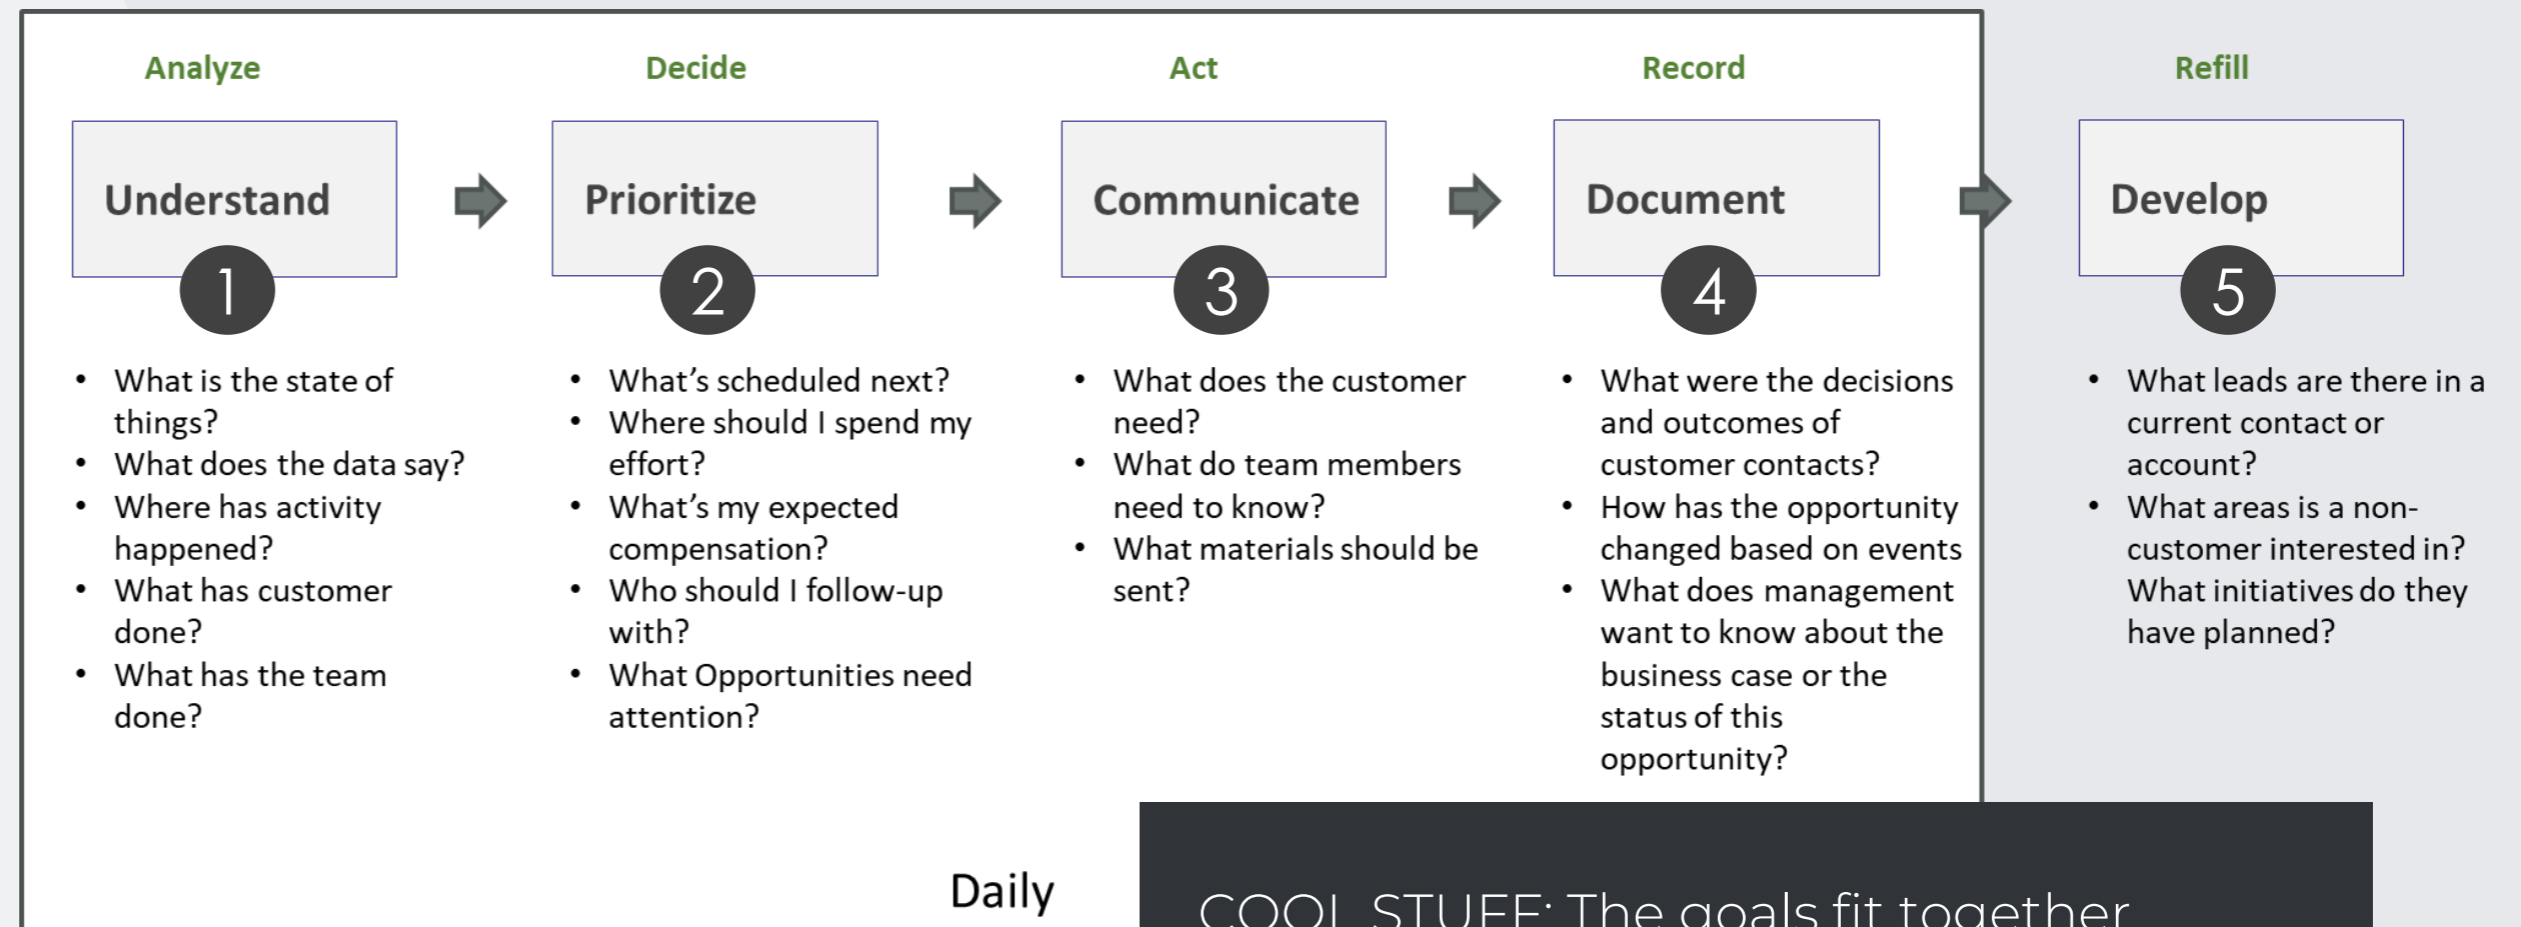 Analyze
Understand
1
• What is the state of
things?
• What does the data say?
• Where has activity
happened?
• What has customer
done?
• What has the team
done?
Decide
Prioritize
2
• What’s scheduled next?
• Where should I spend my
effort?
• What’s my expected
compensation?
• Who should I follow-up
with?
• What Opportunities need
attention?
Act
Communicate
3
• What does the customer
need?
• What do team members
need to know?
• What materials should be
sent?
Record
Document
4
• What were the decisions
and outcomes of
customer contacts?
• How has the opportunity
changed based on events
• What does management
want to know about the
business case or the
status of this
opportunity?
Refill
Develop
5
• What leads are there in a
current contact or
account?
• What areas is a non-
customer interested in?
What initiatives do they
have planned?
Daily
COOL STUFF: The goals fit together